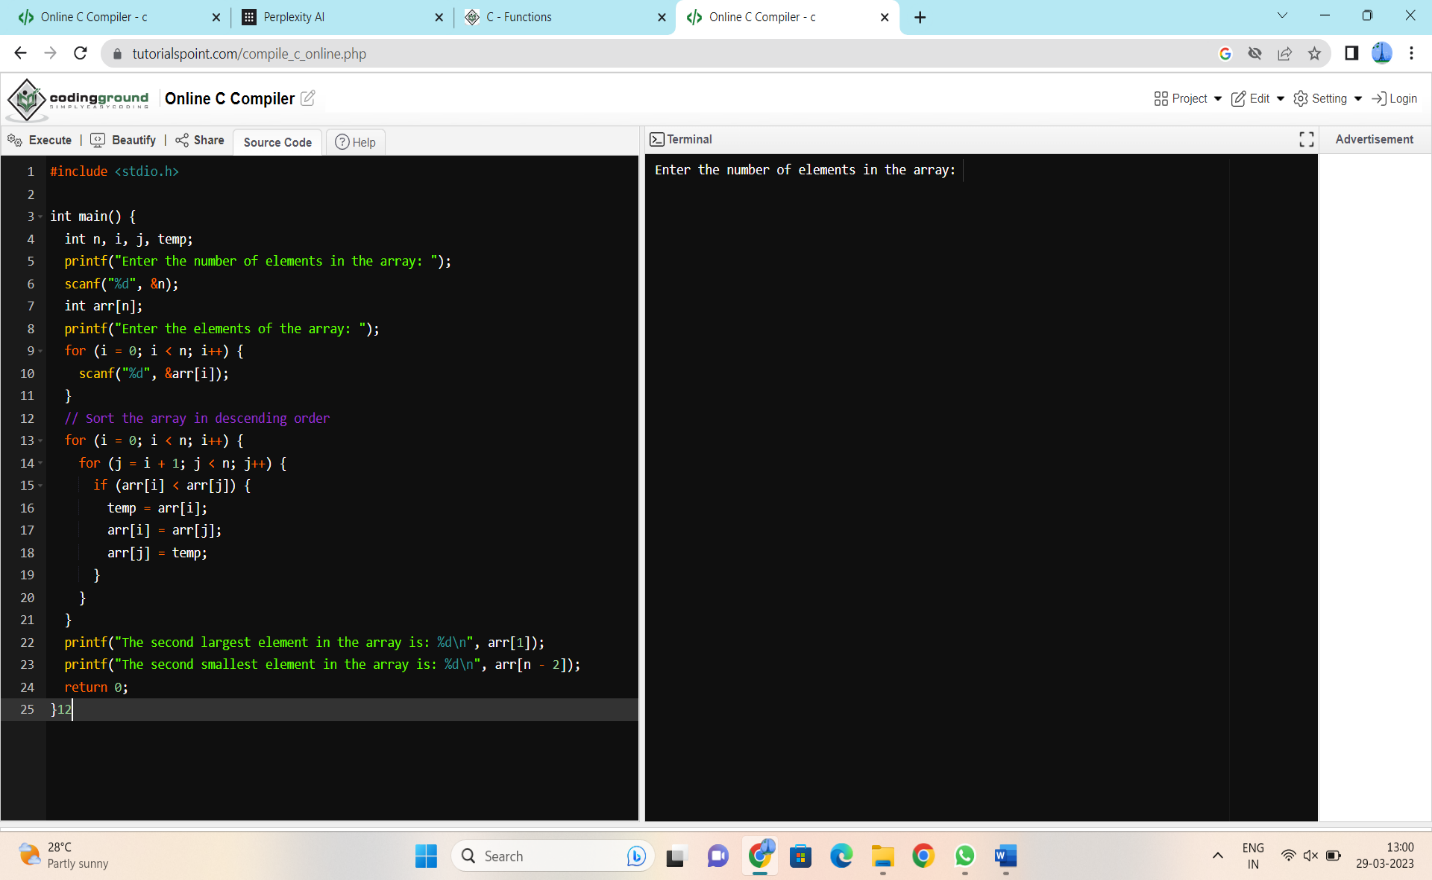 Online C Compiler - c
Perplexity AI
C - Functions
Online C Compiler - c
tutorialspoint.com/compile_c_online.php
codingground
SIMPLYEASYCODING
Online C Compiler
Project
Edit
Setting
Login
Execute | Beautify | Share
Source Code
Help
Terminal
Advertisement
1 #include <stdio.h>
2
3 int main() {
4 int n, i, j, temp;
5 printf("Enter the number of elements in the array: ");
6 scanf("%d", &n);
7 int arr[n];
8 printf("Enter the elements of the array: ");
9 for (i = 0; i < n; i++) {
10 scanf("%d", &arr[i]);
11 }
12 // Sort the array in descending order
13 for (i = 0; i < n; i++) {
14 for (j = i + 1; j < n; j++) {
15 if (arr[i] < arr[j]) {
16 temp = arr[i];
17 arr[i] = arr[j];
18 arr[j] = temp;
19 }
20 }
21 }
22 printf("The second largest element in the array is: %d\n", arr[1]);
23 printf("The second smallest element in the array is: %d\n", arr[n - 2]);
24 return 0;
25 }12
Enter the number of elements in the array:
28°C
Partly sunny
Search
ENG
IN
13:00
29-03-2023